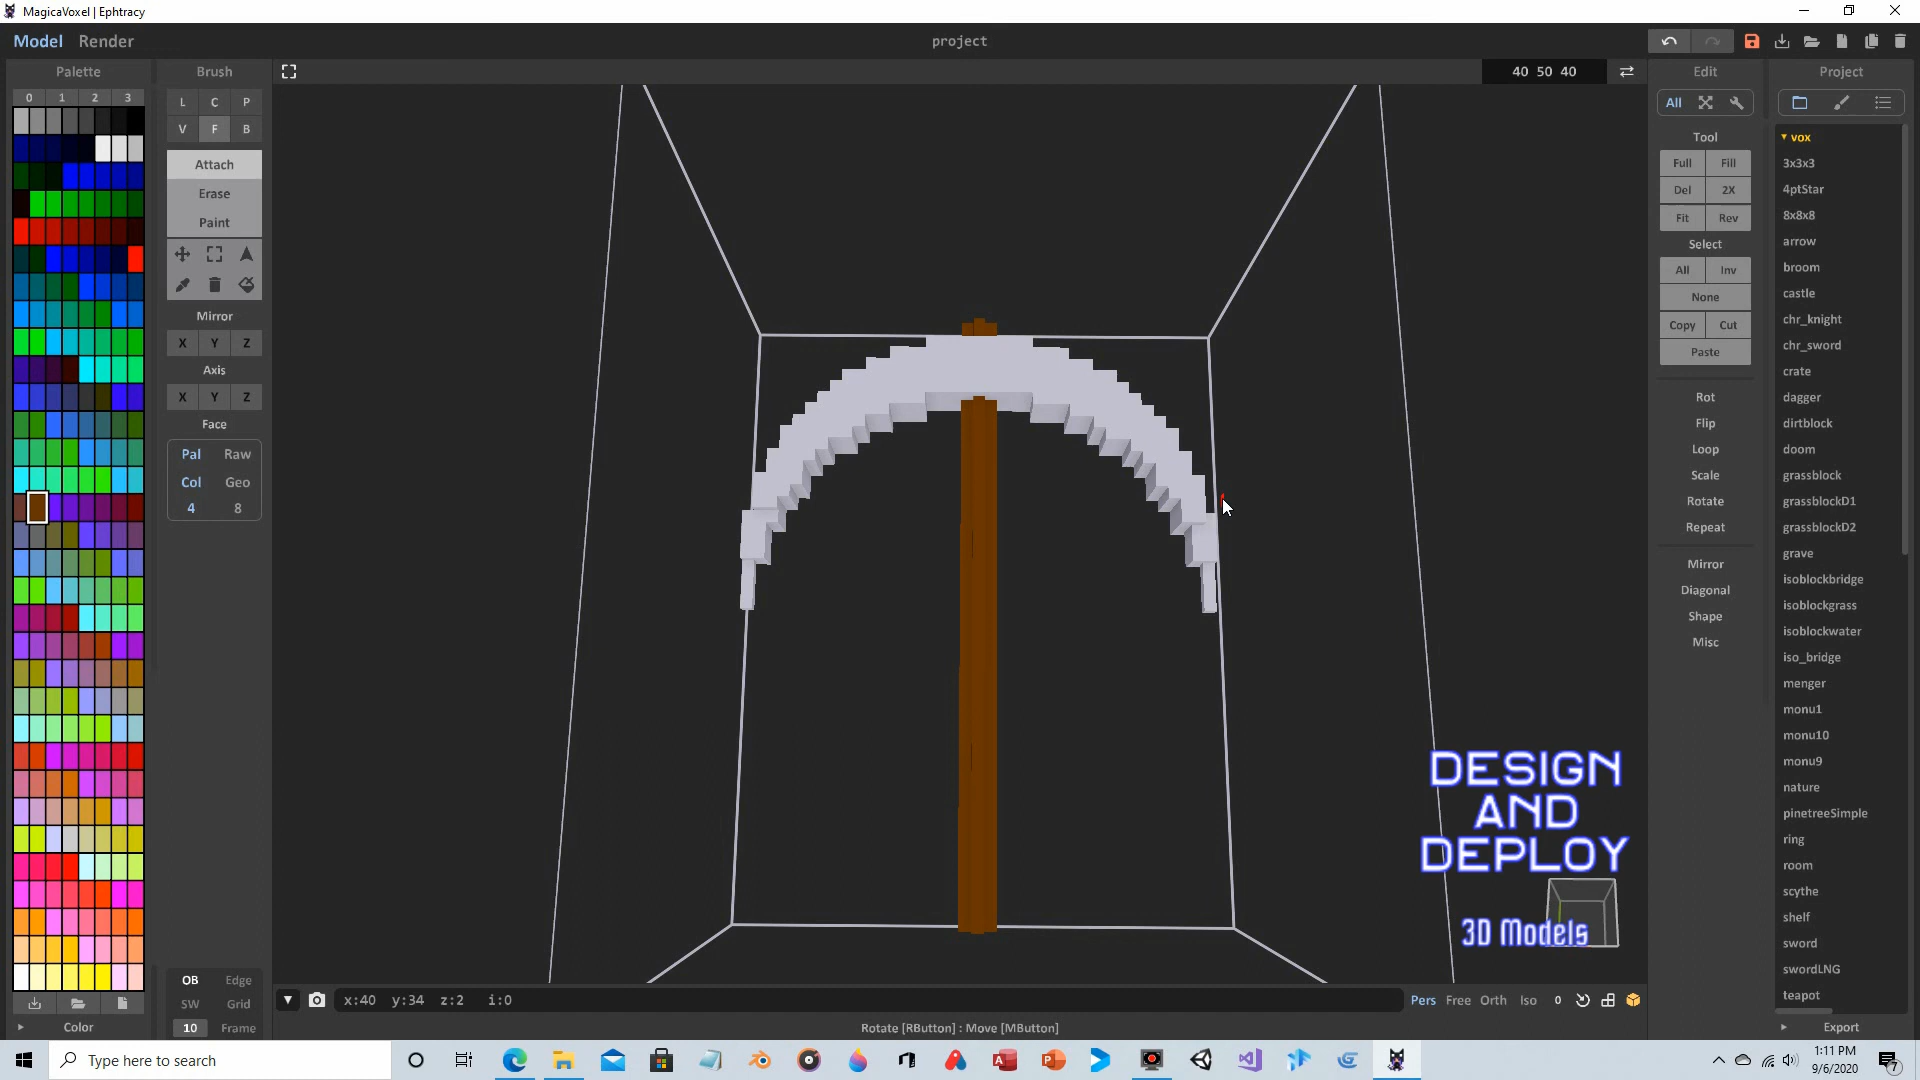 MagicaVoxel | Ephtracy
Model Render
project
Palette
Brush
40 50 40
Edit
Project
0 1 2 3
L C P
V F B
Attach
Erase
Paint
Mirror
X Y Z
Axis
X Y Z
Face
Pal Raw
Col Geo
4 8
OB Edge
SW Grid
10 Frame
Color
All
Tool
Full Fill
Del 2X
Fit Rev
Select
All Inv
None
Copy Cut
Paste
Rot
Flip
Loop
Scale
Rotate
Repeat
Mirror
Diagonal
Shape
Misc
vox
3x3x3
4ptStar
8x8x8
arrow
broom
castle
chr_knight
chr_sword
crate
dagger
dirtblock
doom
grassblock
grassblockD1
grassblockD2
grave
isoblockbridge
isoblockgrass
isoblockwater
iso_bridge
menger
monu1
monu10
monu9
nature
pinetreeSimple
ring
room
scythe
shelf
sword
swordLNG
teapot
Export
DESIGN
AND
DEPLOY
3D Models
x:40 y:34 z:2 i:0
Pers Free Orth Iso 0
Rotate [RButton] : Move [MButton]
Type here to search
1:11 PM
9/6/2020
7